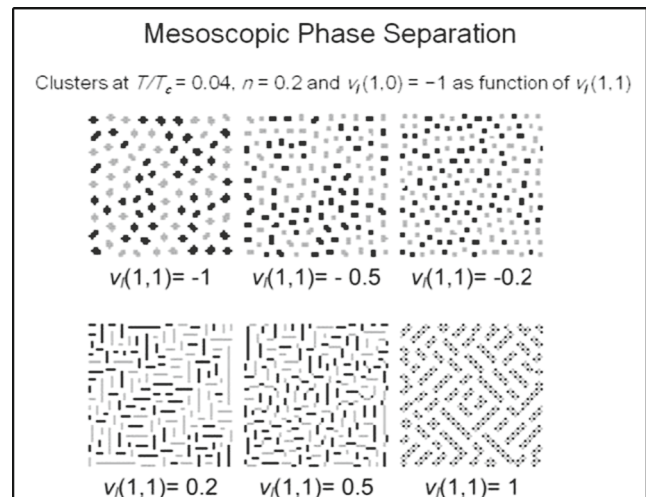 Mesoscopic Phase Separation
Clusters at T/Tc = 0.04, n = 0.2 and vl(1,0) = −1 as function of vl(1,1)
vl(1,1)= -1
vl(1,1)= - 0.5
vl(1,1)= -0.2
vl(1,1)= 0.2
vl(1,1)= 0.5
vl(1,1)= 1